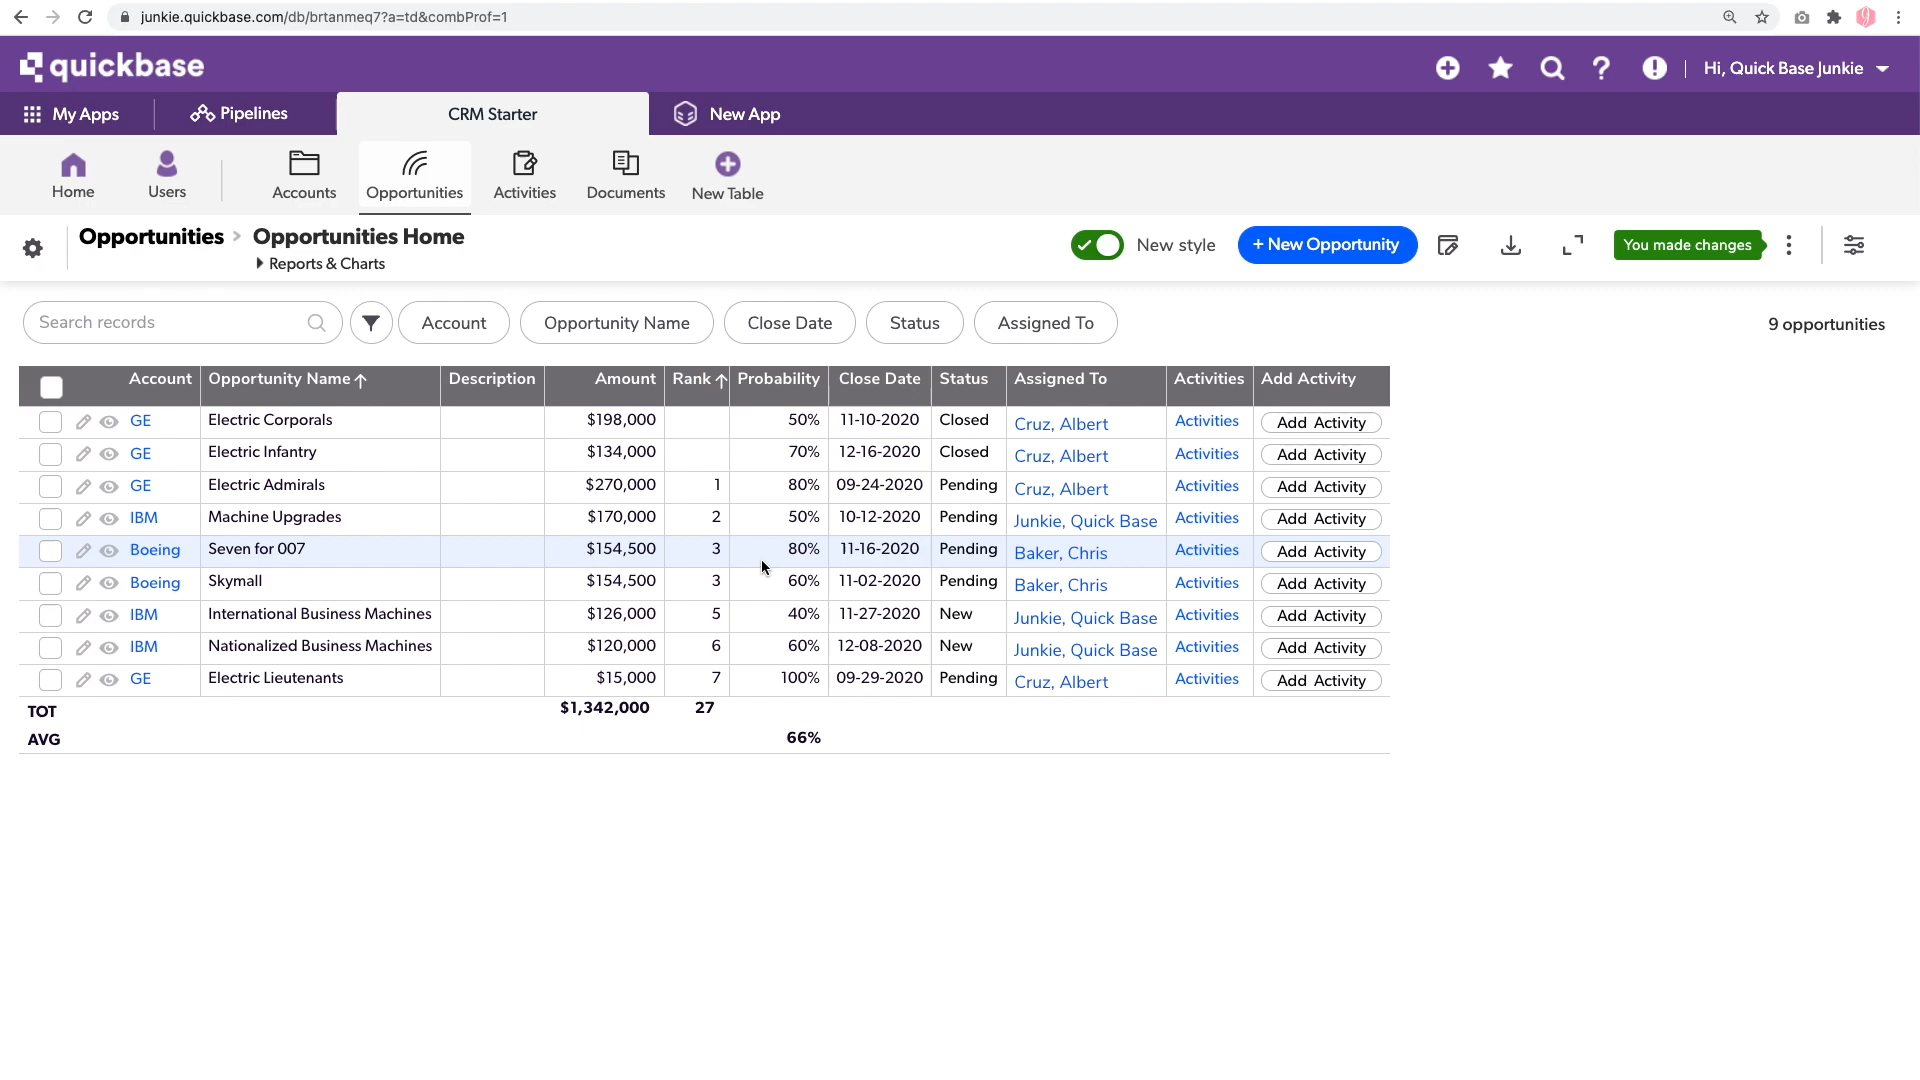 junkie.quickbase.com/db/brtanmeq7?a=td&combProf=1
quickbase
Hi, Quick Base Junkie
My Apps Pipelines CRM Starter New App
Home Users Accounts Opportunities Activities Documents New Table
Opportunities > Opportunities Home
Reports & Charts
New style + New Opportunity You made changes
Search records Account Opportunity Name Close Date Status Assigned To 9 opportunities
Account Opportunity Name Description Amount Rank Probability Close Date Status Assigned To Activities Add Activity
GE Electric Corporals $198,000 50% 11-10-2020 Closed Cruz, Albert Activities Add Activity
GE Electric Infantry $134,000 70% 12-16-2020 Closed Cruz, Albert Activities Add Activity
GE Electric Admirals $270,000 1 80% 09-24-2020 Pending Cruz, Albert Activities Add Activity
IBM Machine Upgrades $170,000 2 50% 10-12-2020 Pending Junkie, Quick Base Activities Add Activity
Boeing Seven for 007 $154,500 3 80% 11-16-2020 Pending Baker, Chris Activities Add Activity
Boeing Skymall $154,500 3 60% 11-02-2020 Pending Baker, Chris Activities Add Activity
IBM International Business Machines $126,000 5 40% 11-27-2020 New Junkie, Quick Base Activities Add Activity
IBM Nationalized Business Machines $120,000 6 60% 12-08-2020 New Junkie, Quick Base Activities Add Activity
GE Electric Lieutenants $15,000 7 100% 09-29-2020 Pending Cruz, Albert Activities Add Activity
TOT $1,342,000 27
AVG 66%